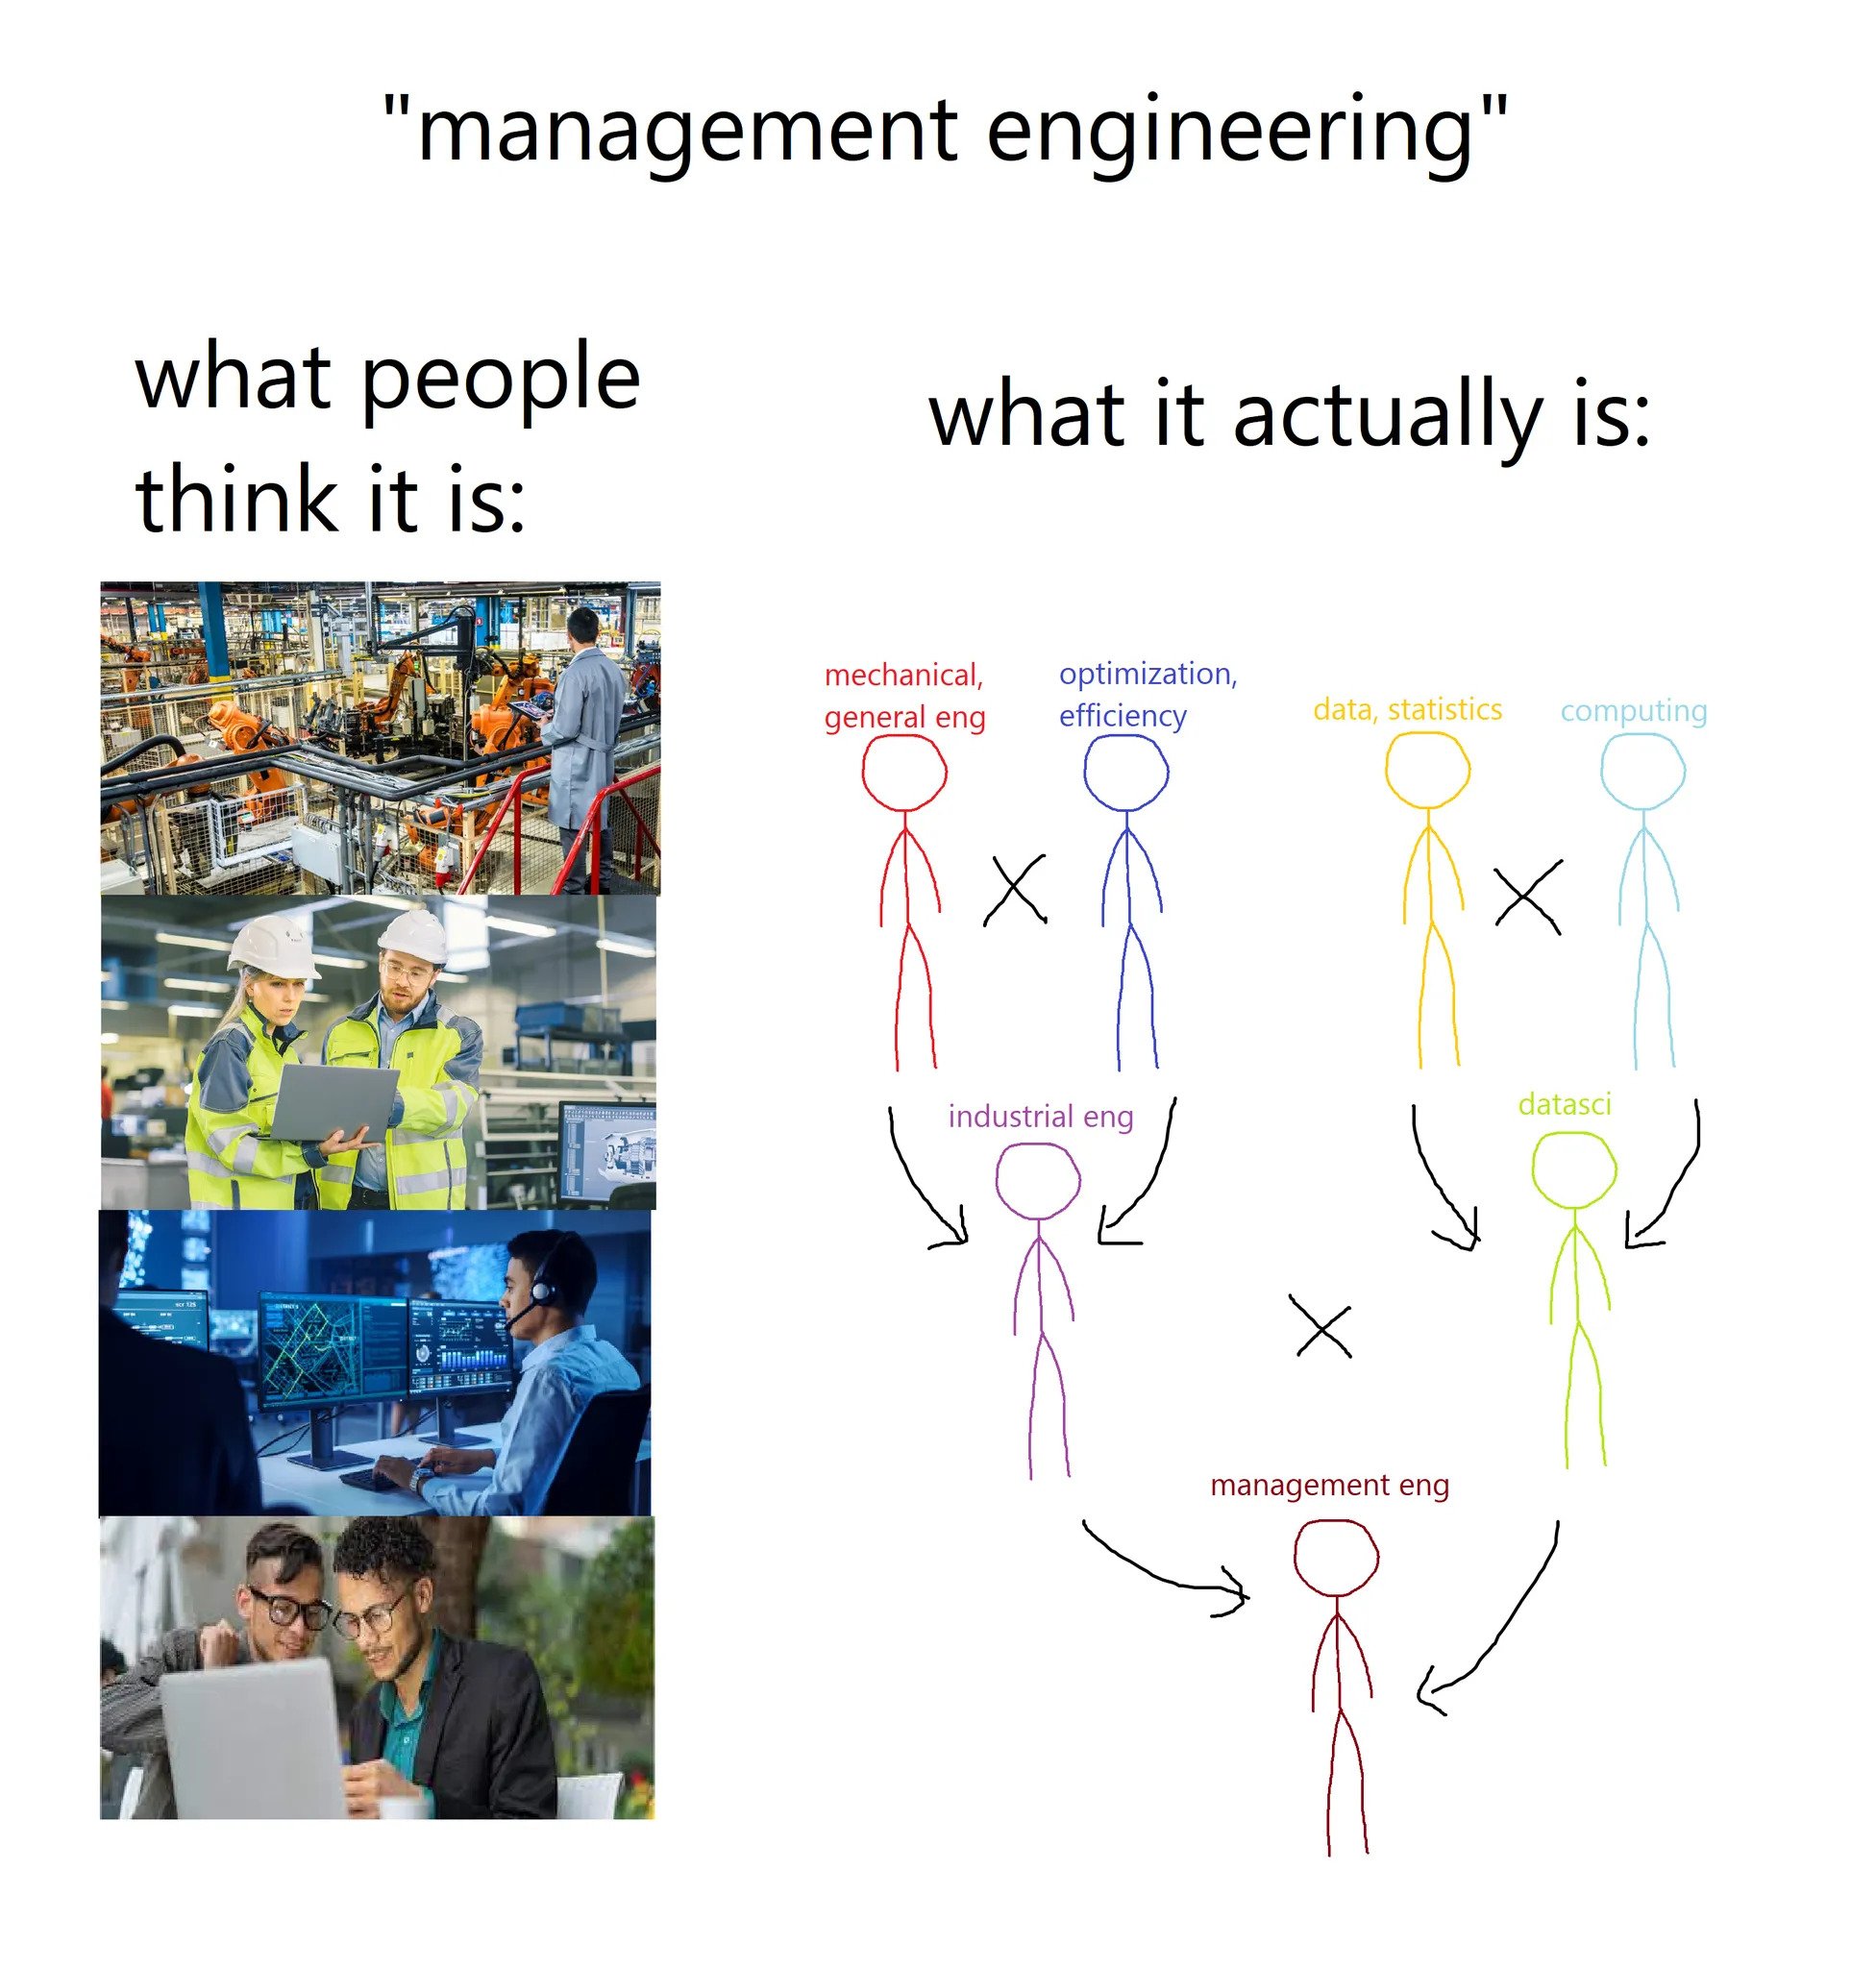 "management engineering"
what people
think it is:
what it actually is:
mechanical,
general eng
optimization,
efficiency
data, statistics
computing
industrial eng
datasci
management eng